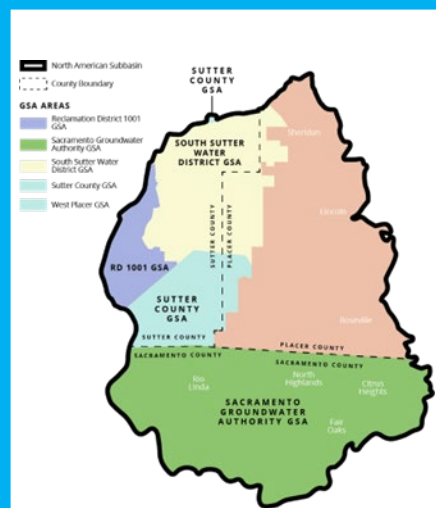 North American Subbasin
County Boundary
GSA AREAS
Reclamation District 1001
GSA
Sacramento Groundwater
Authority GSA
South Sutter Water
District GSA
Sutter County GSA
West Placer GSA
SUTTER
COUNTY
GSA
Sheridan
SOUTH SUTTER
WATER
DISTRICT GSA
Lincoln
SUTTER COUNTY
PLACER COUNTY
RD 1001 GSA
SUTTER
COUNTY
GSA
Roseville
SUTTER COUNTY
PLACER COUNTY
SACRAMENTO COUNTY
SACRAMENTO COUNTY
Rio
Linda
North
Highlands
Citrus
Heights
SACRAMENTO
GROUNDWATER
AUTHORITY GSA
Fair
Oaks